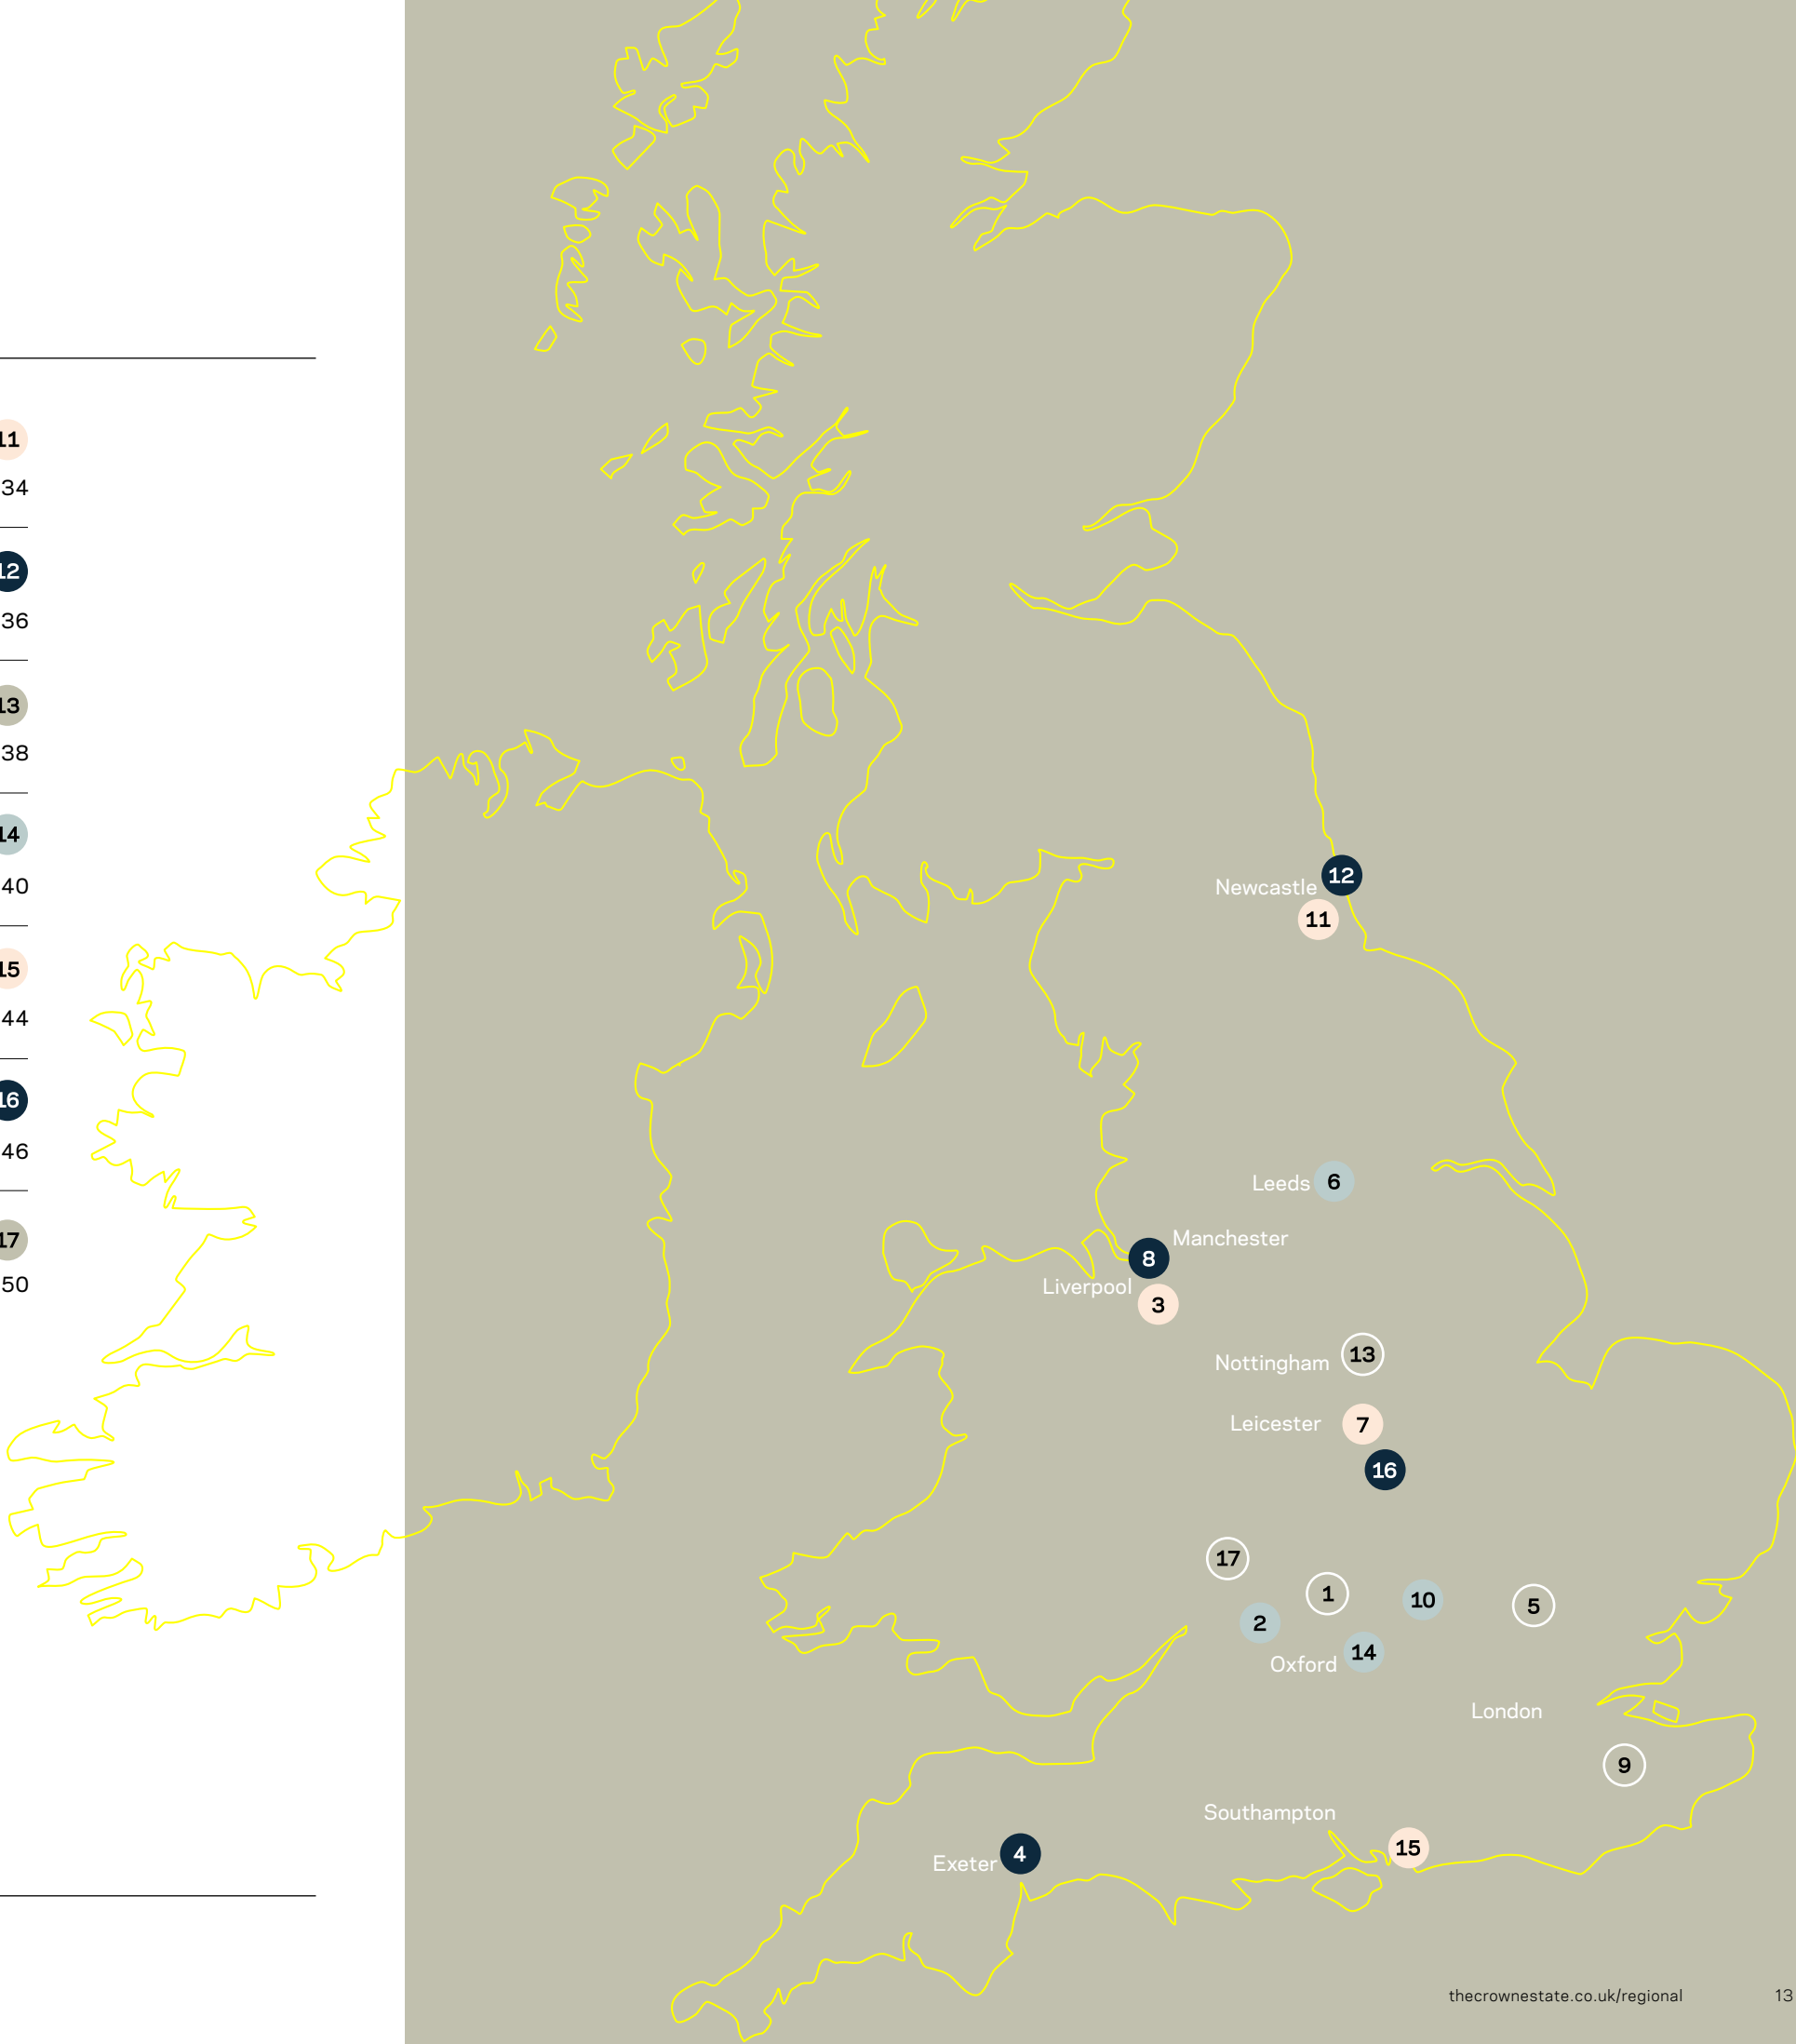 11
34
12
36
13
38
14
40
15
44
16
46
17
50
Newcastle
12
11
Leeds
6
Manchester
8
Liverpool
3
Nottingham
13
Leicester
7
16
17
1
10
5
2
14
Oxford
London
9
Southampton
15
Exeter
4
thecrownestate.co.uk/regional
13